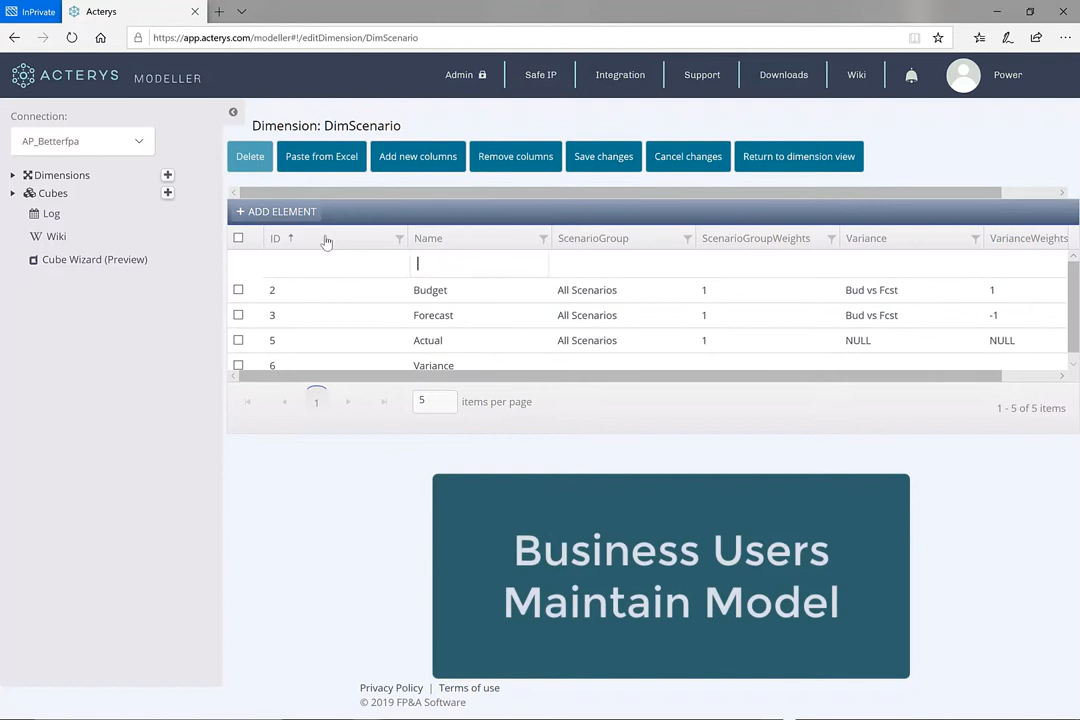 InPrivate
Acterys
https://app.acterys.com/modeller#!/editDimension/DimScenario
ACTERYS MODELLER
Admin
Safe IP
Integration
Support
Downloads
Wiki
Power
Connection:
AP_Betterfpa
Dimensions
Cubes
Log
Wiki
Cube Wizard (Preview)
Dimension: DimScenario
Delete
Paste from Excel
Add new columns
Remove columns
Save changes
Cancel changes
Return to dimension view
+ ADD ELEMENT
ID Name ScenarioGroup ScenarioGroupWeights Variance VarianceWeights
2 Budget All Scenarios 1 Bud vs Fcst 1
3 Forecast All Scenarios 1 Bud vs Fcst -1
5 Actual All Scenarios 1 NULL NULL
6 Variance
1
5 items per page
1 - 5 of 5 items
Business Users
Maintain Model
Privacy Policy | Terms of use
© 2019 FP&A Software